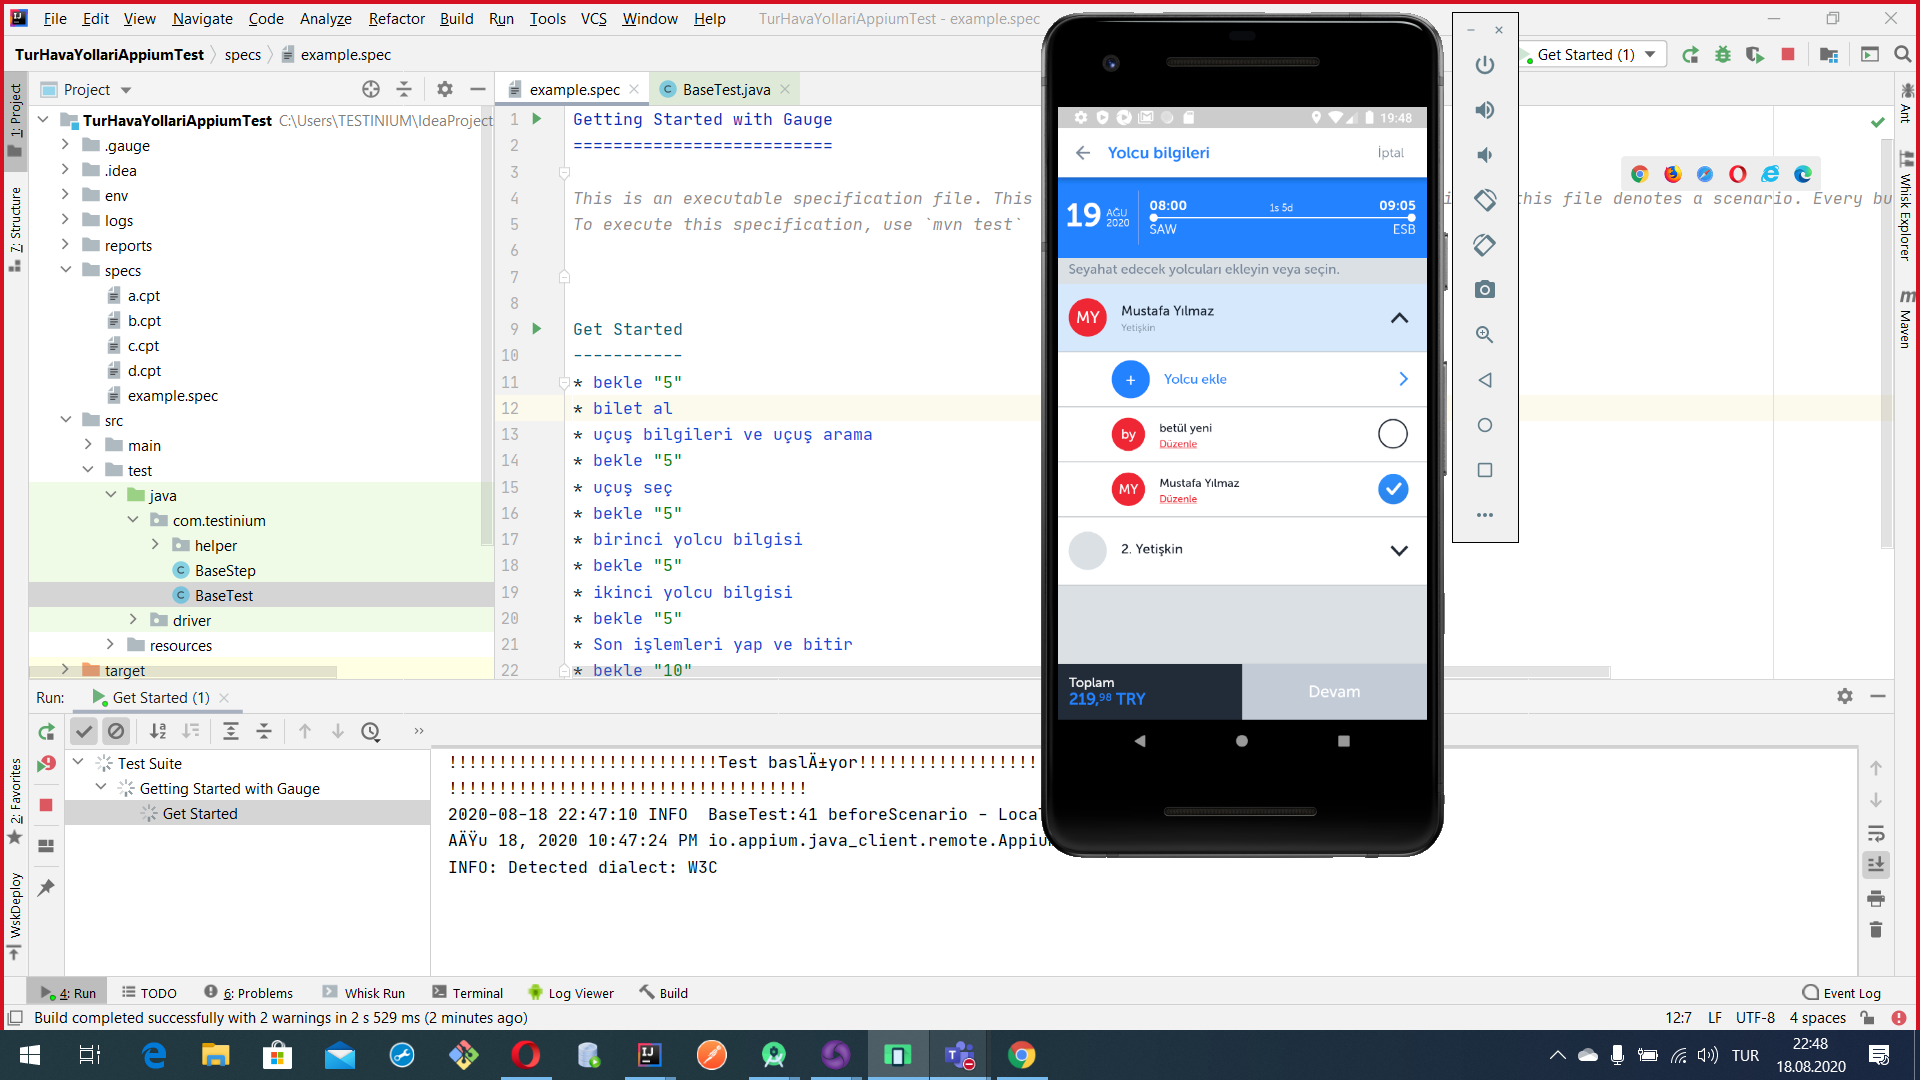 File Edit View Navigate Code Analyze Refactor Build Run Tools VCS Window Help TurHavaYollariAppiumTest - example.spec
TurHavaYollariAppiumTest specs example.spec
Get Started (1)
Project
example.spec
BaseTest.java
1: Project
7: Structure
2: Favorites
WskDeploy
TurHavaYollariAppiumTest C:\Users\TESTINIUM\IdeaProject
.gauge
.idea
env
logs
reports
specs
a.cpt
b.cpt
c.cpt
d.cpt
example.spec
src
main
test
java
com.testinium
helper
BaseStep
BaseTest
driver
resources
target
1 Getting Started with Gauge
2 ==========================
3
4 This is an executable specification file. This this file denotes a scenario. Every bu
5 To execute this specification, use `mvn test`
6
7
8
9 Get Started
10 -----------
11 * bekle "5"
12 * bilet al
13 * uçuş bilgileri ve uçuş arama
14 * bekle "5"
15 * uçuş seç
16 * bekle "5"
17 * birinci yolcu bilgisi
18 * bekle "5"
19 * ikinci yolcu bilgisi
20 * bekle "5"
21 * Son işlemleri yap ve bitir
22 * bekle "10"
19:48
Yolcu bilgileri İptal
19 AĞU 2020
08:00 1s 5d 09:05
SAW ESB
Seyahat edecek yolcuları ekleyin veya seçin.
MY Mustafa Yılmaz
Yetişkin
+ Yolcu ekle
by betül yeni
Düzenle
MY Mustafa Yılmaz
Düzenle
2. Yetişkin
Toplam
219,98 TRY
Devam
Ant
Whisk Explorer
m Maven
Run: Get Started (1)
Test Suite
Getting Started with Gauge
Get Started
!!!!!!!!!!!!!!!!!!!!!!!!!!!Test baslÄ±yor!!!!!!!!!!!!!!!!!!
!!!!!!!!!!!!!!!!!!!!!!!!!!!!!!!!!!!!
2020-08-18 22:47:10 INFO  BaseTest:41 beforeScenario - Loca
AÄŸu 18, 2020 10:47:24 PM io.appium.java_client.remote.Appium
INFO: Detected dialect: W3C
4: Run TODO 6: Problems Whisk Run Terminal Log Viewer Build Event Log
Build completed successfully with 2 warnings in 2 s 529 ms (2 minutes ago) 12:7 LF UTF-8 4 spaces
TUR
22:48
18.08.2020